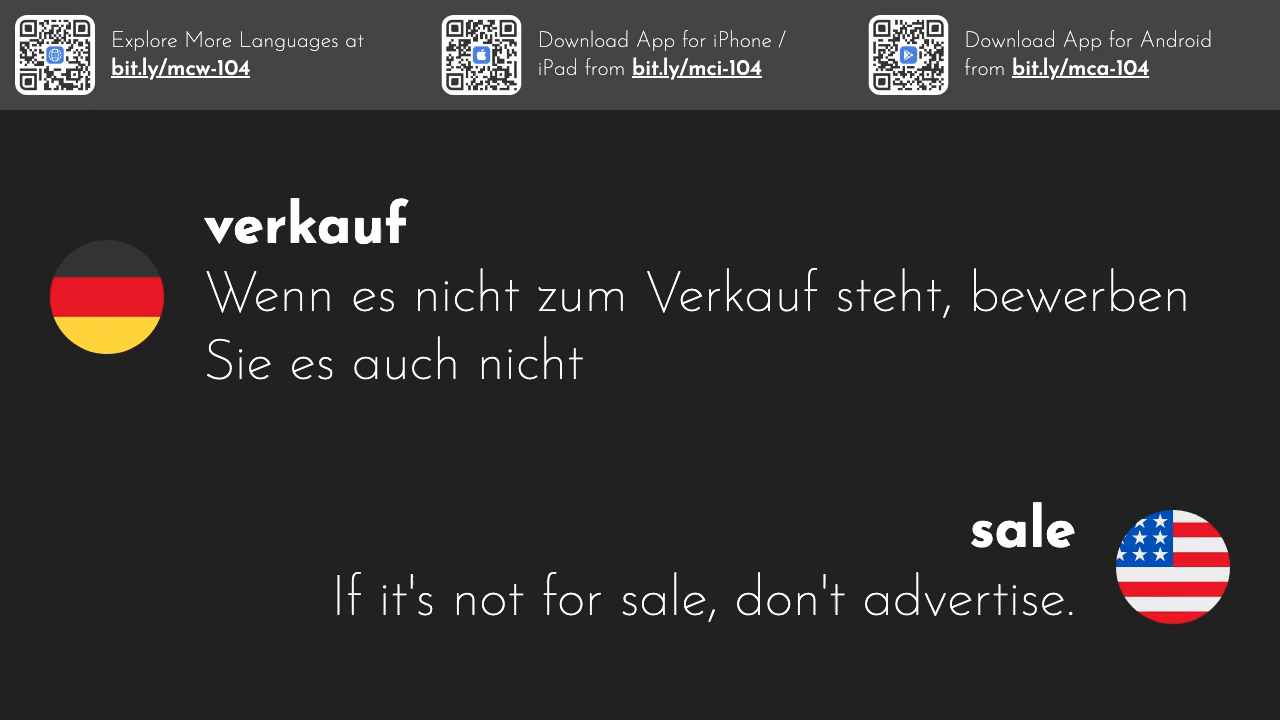 Explore More Languages at
bit.ly/mcw-104
Download App for iPhone /
iPad from bit.ly/mci-104
Download App for Android
from bit.ly/mca-104
verkauf
Wenn es nicht zum Verkauf steht, bewerben
Sie es auch nicht
sale
If it's not for sale, don't advertise.